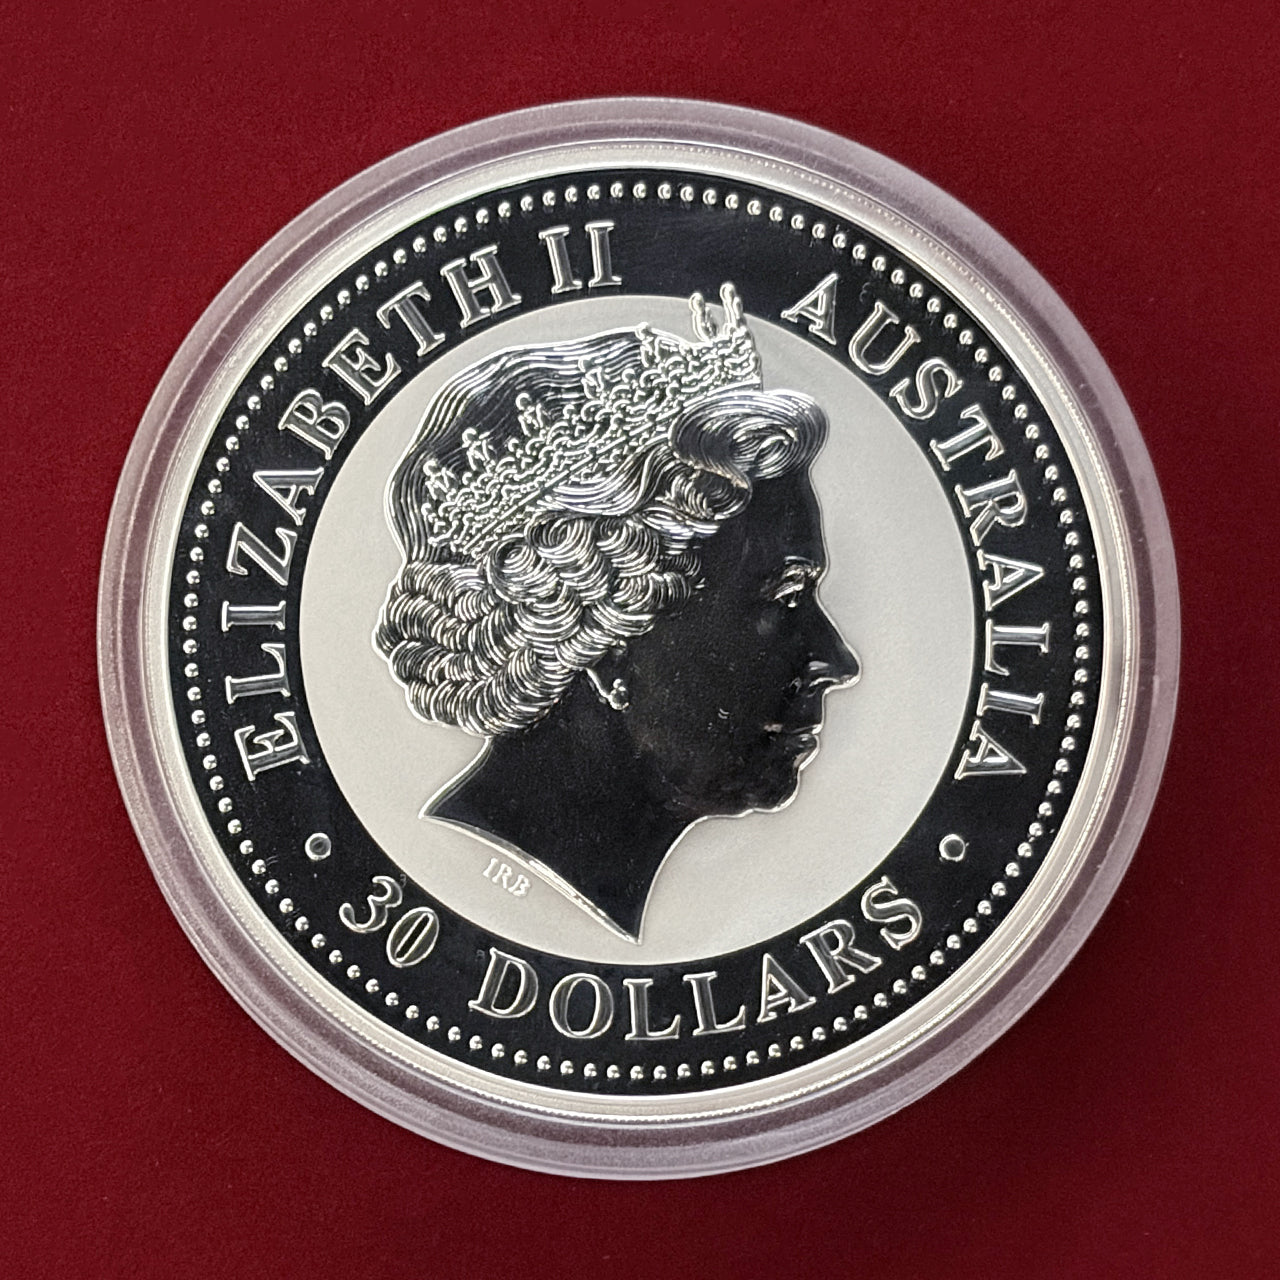 ELIZABETH II
AUSTRALIA
30 DOLLARS
IRB